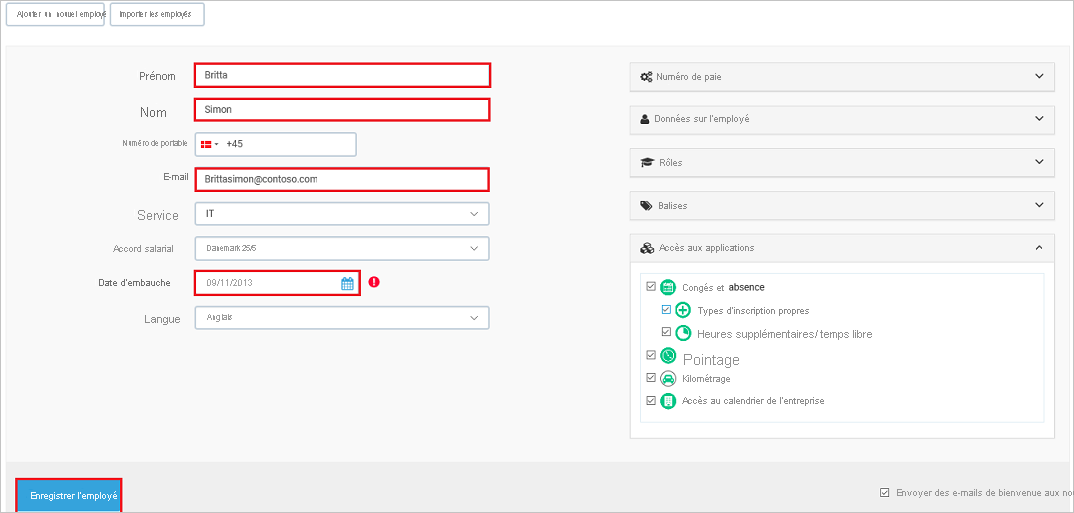 Ajouter un nouvel employé
Importer les employés
Prénom
Britta
Nom
Simon
Numéro de portable
+45
E-mail
Brittasimon@contoso.com
Service
IT
Accord salarial
Danemark 25/5
Date d'embauche
09/11/2013
Langue
Anglais
Numéro de paie
Données sur l'employé
Rôles
Balises
Accès aux applications
Congés et absence
Types d'inscription propres
Heures supplémentaires/ temps libre
Pointage
Kilométrage
Accès au calendrier de l'entreprise
Enregistrer l'employé
Envoyer des e-mails de bienvenue aux nou